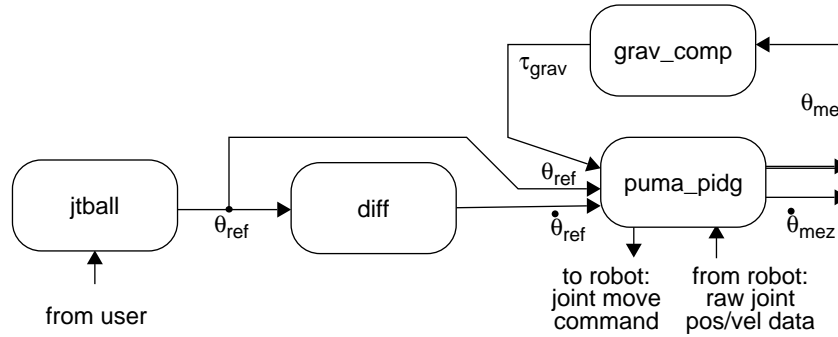 grav_comp
τgrav
θme
jtball
θref
diff
θref
θ̇ref
puma_pidg
θ̇mez
from user
to robot:
joint move
command
from robot:
raw joint
pos/vel data